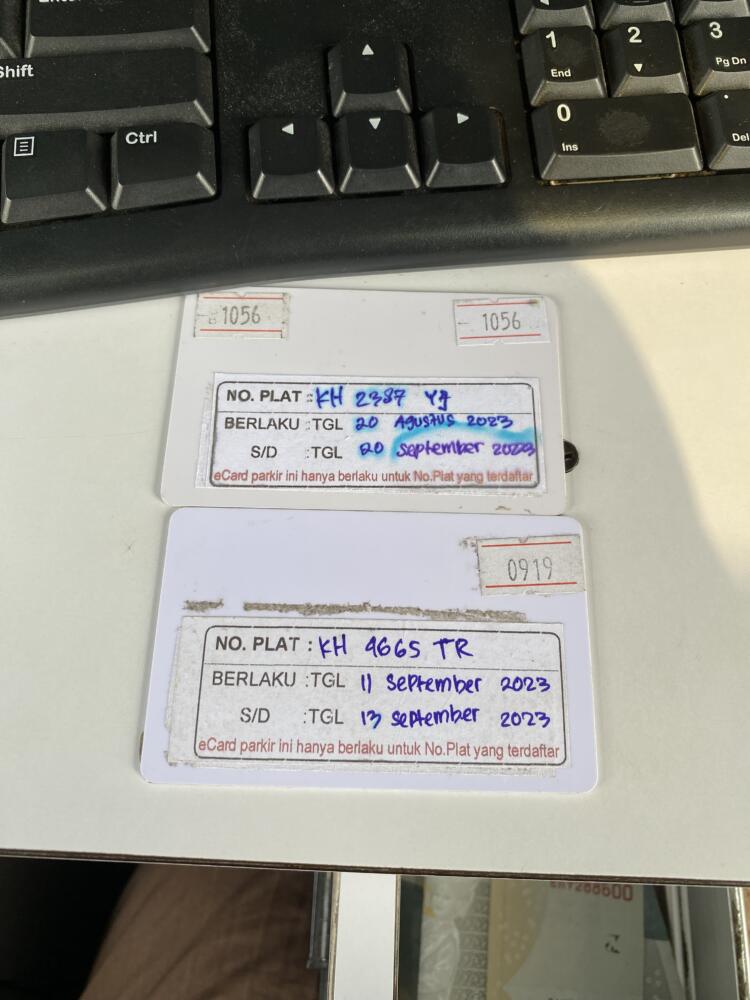 Shift
Ctrl
1
End
2
3
Pg Dn
0
Ins
Del
1056
1056
NO. PLAT : KH 2387 Yg
BERLAKU : TGL 20 AGUSTUS 2023
S/D : TGL 20 September 2023
eCard parkir ini hanya berlaku untuk No.Plat yang terdaftar
0919
NO. PLAT : KH 4665 TR
BERLAKU :TGL 11 September 2023
S/D :TGL 13 september 2023
eCard parkir ini hanya berlaku untuk No.Plat yang terdaftar